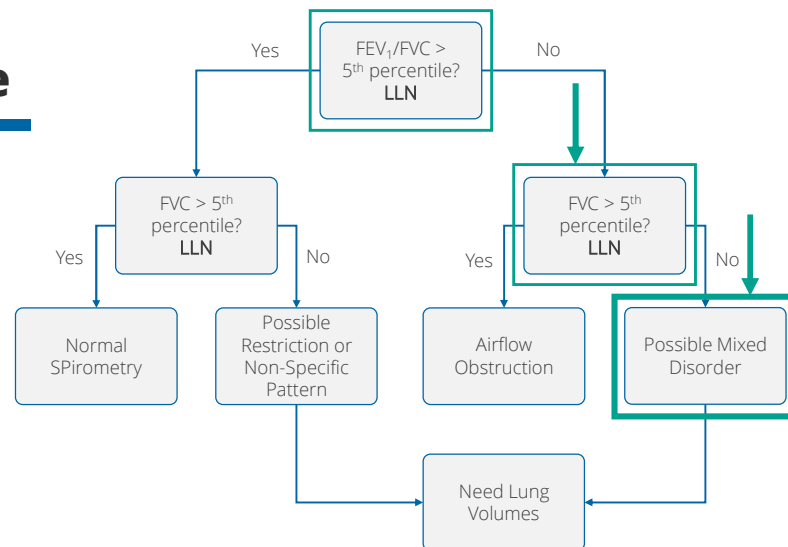 e
Yes
FEV₁/FVC >
5ᵗʰ percentile?
LLN
No
FVC > 5ᵗʰ
percentile?
LLN
FVC > 5ᵗʰ
percentile?
LLN
Yes
No
Yes
No
Normal
SPirometry
Possible
Restriction or
Non-Specific
Pattern
Airflow
Obstruction
Possible Mixed
Disorder
Need Lung
Volumes